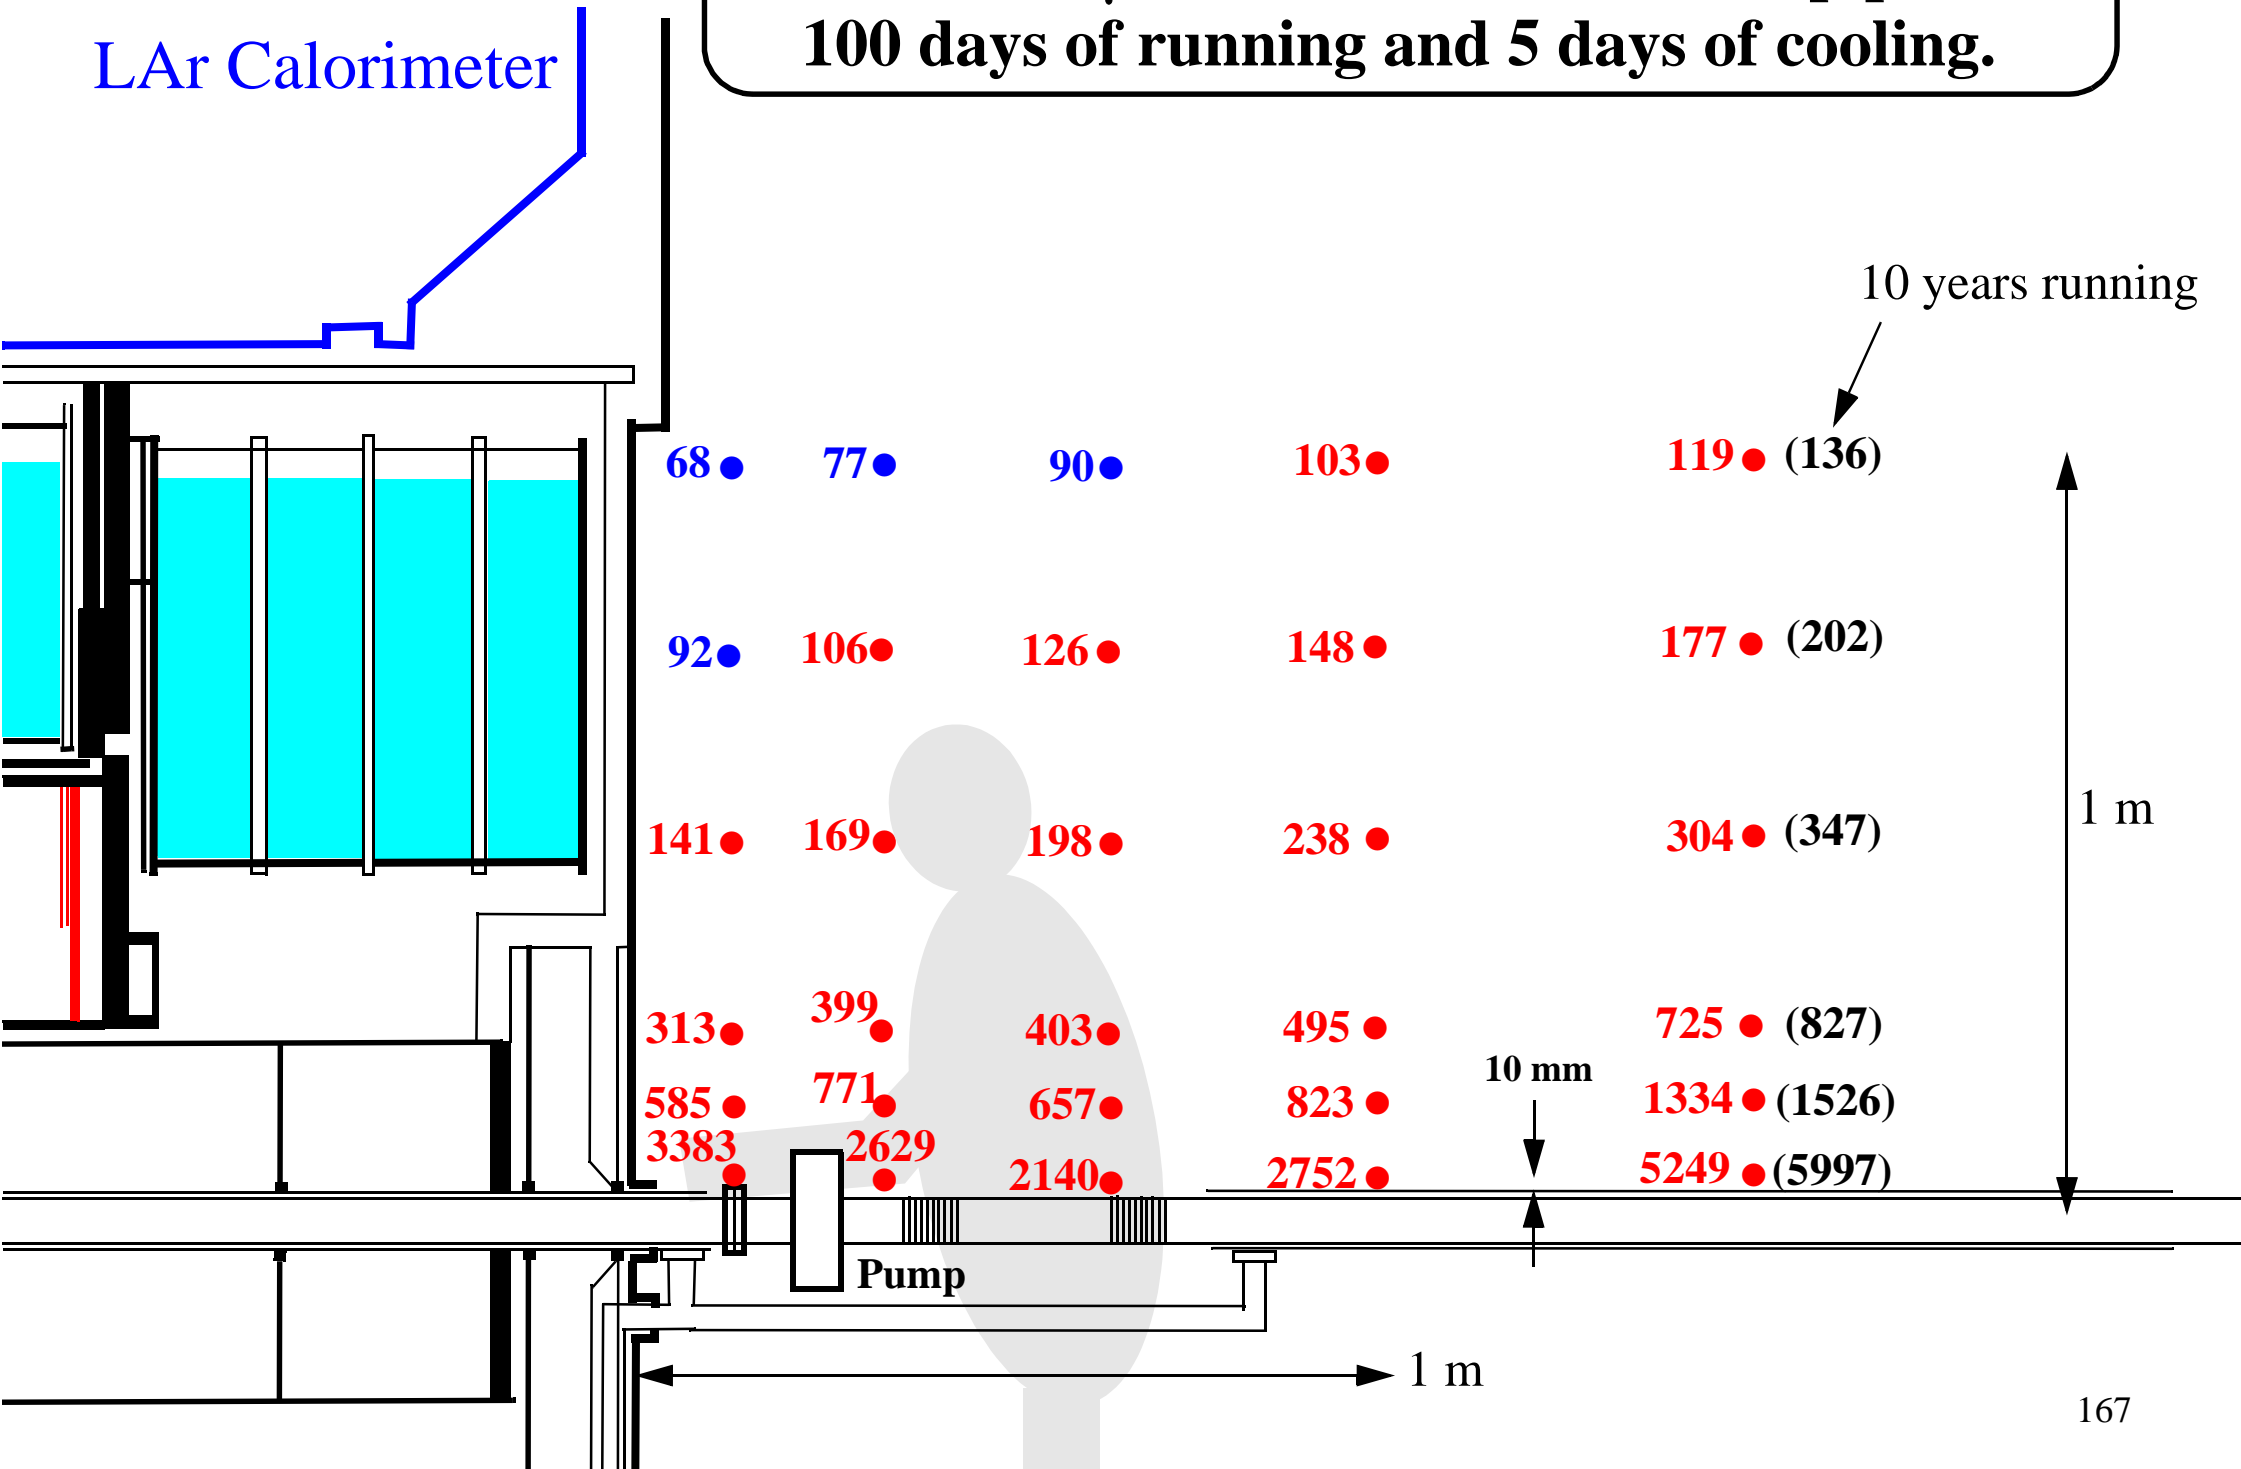 LAr Calorimeter
100 days of running and 5 days of cooling.
10 years running
68 77 90 103 119 (136)
92 106 126 148 177 (202)
1 m
141 169 198 238 304 (347)
313 399 403 495 725 (827)
10 mm
585 771 657 823 1334 (1526)
3383 2629 2140 2752 5249 (5997)
Pump
1 m
167